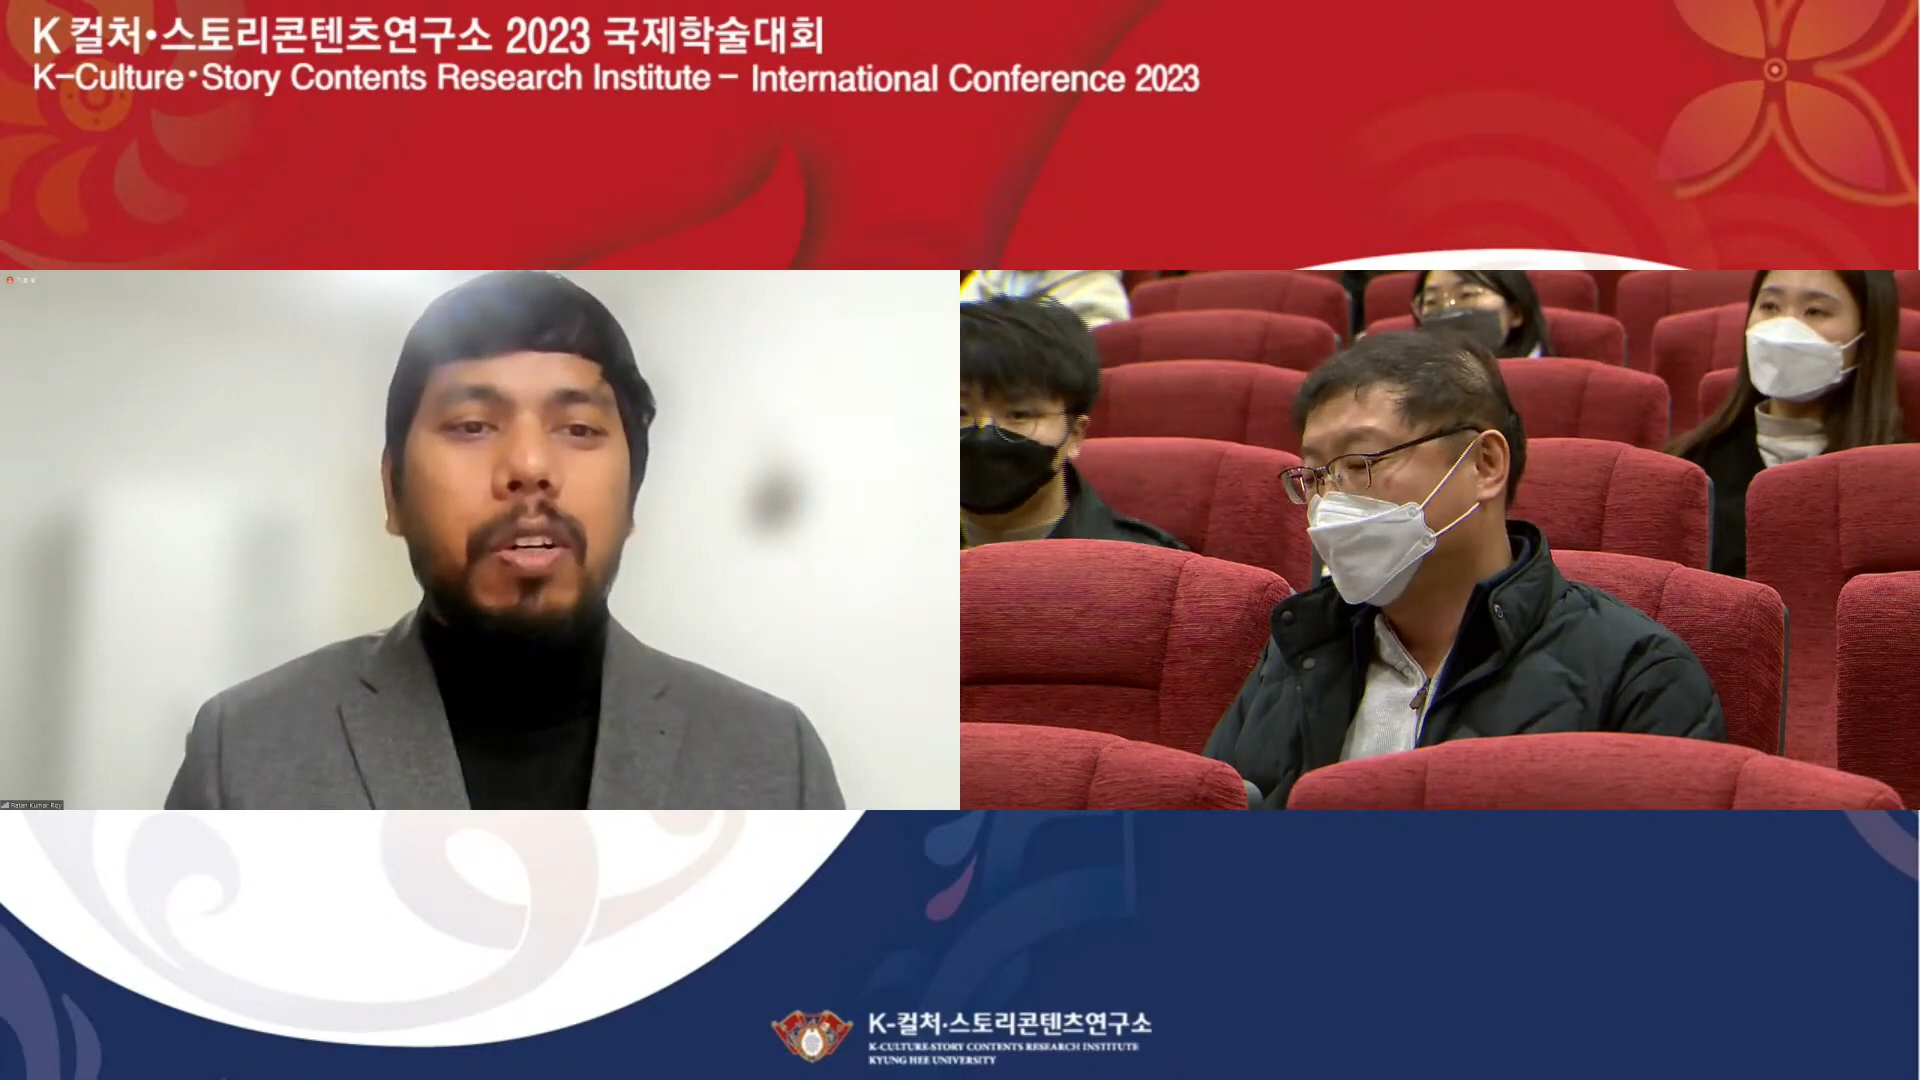 K 컬처·스토리콘텐츠연구소 2023 국제학술대회
K-Culture·Story Contents Research Institute - International Conference 2023
Ratan Kumar Roy
K-컬처·스토리콘텐츠연구소
K-CULTURE·STORY CONTENTS RESEARCH INSTITUTE
KYUNG HEE UNIVERSITY